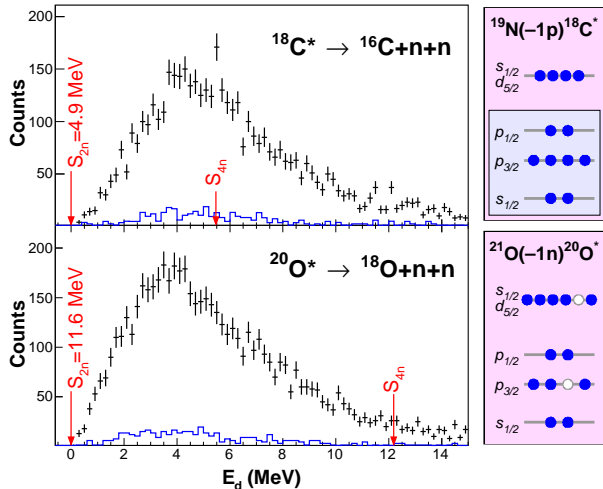 Counts
150
100
50
S2n=4.9 MeV
S4n
18C* → 16C+n+n
200
150
100
50
Counts
S2n=11.6 MeV
S4n
20O* → 18O+n+n
0 2 4 6 8 10 12 14
Ed (MeV)
19N(−1p)18C*
s1/2
d5/2
p1/2
p3/2
s1/2
21O(−1n)20O*
s1/2
d5/2
p1/2
p3/2
s1/2